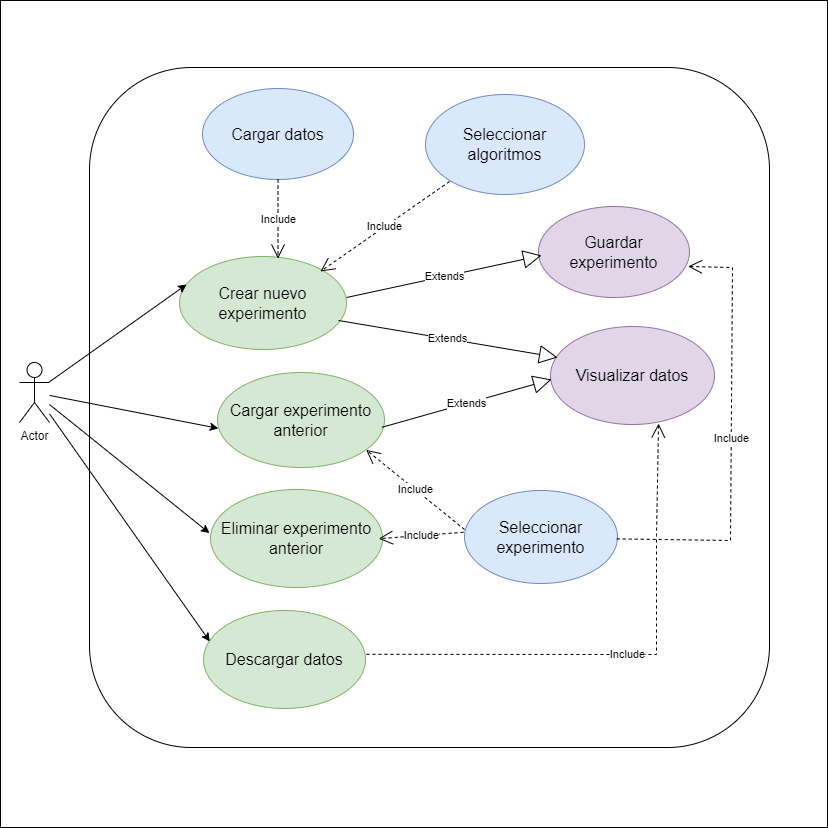 Cargar datos
Seleccionar
algoritmos
Include
Include
Guardar
experimento
Crear nuevo
experimento
Extends
Extends
Visualizar datos
Cargar experimento
anterior
Extends
Actor
Include
Include
Eliminar experimento
anterior
Include
Seleccionar
experimento
Descargar datos
Include